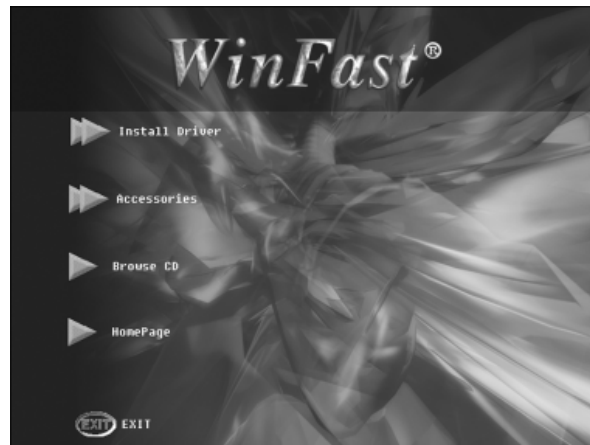 WinFast®
Install Driver
Accessories
Browse CD
HomePage
EXIT EXIT